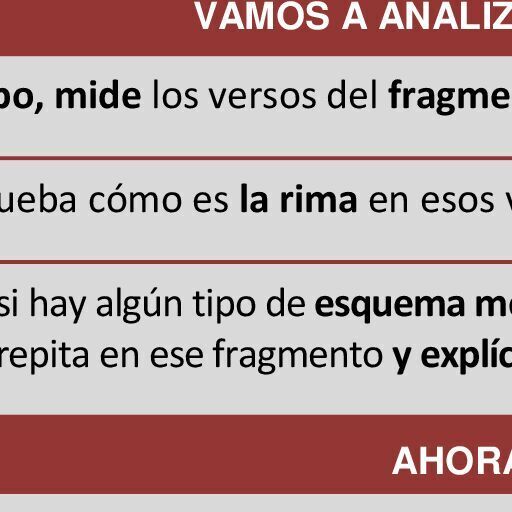 VAMOS A ANALIZ
po, mide los versos del fragme
ueba cómo es la rima en esos v
si hay algún tipo de esquema m
repita en ese fragmento y explíc
AHORA